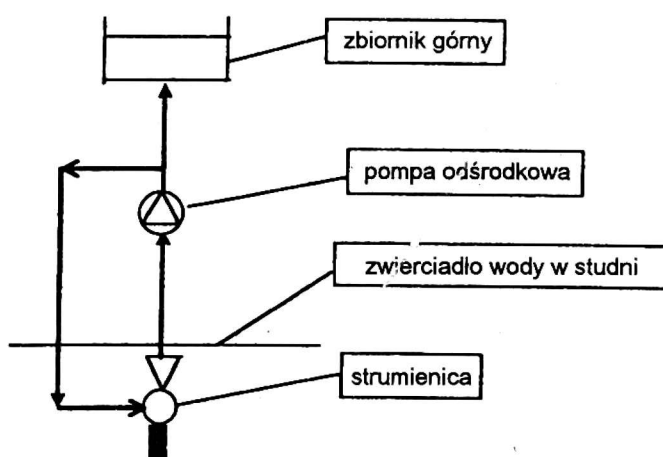 zbiornik górny
pompa odśrodkowa
zwierciadło wody w studni
strumienica